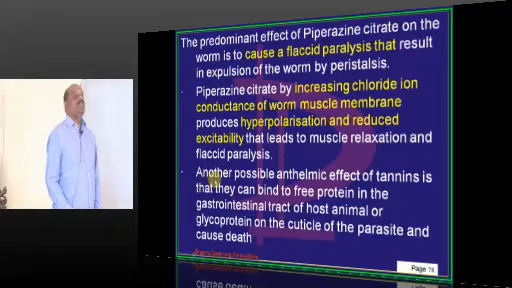 The predominant effect of Piperazine citrate on the
worm is to cause a flaccid paralysis that result
in expulsion of the worm by peristalsis.
Piperazine citrate by increasing chloride ion
conductance of worm muscle membrane
produces hyperpolarisation and reduced
excitability that leads to muscle relaxation and
flaccid paralysis.
Another possible anthelmic effect of tannins is
that they can bind to free protein in the
gastrointestinal tract of host animal or
glycoprotein on the cuticle of the parasite and
cause death
Page 74